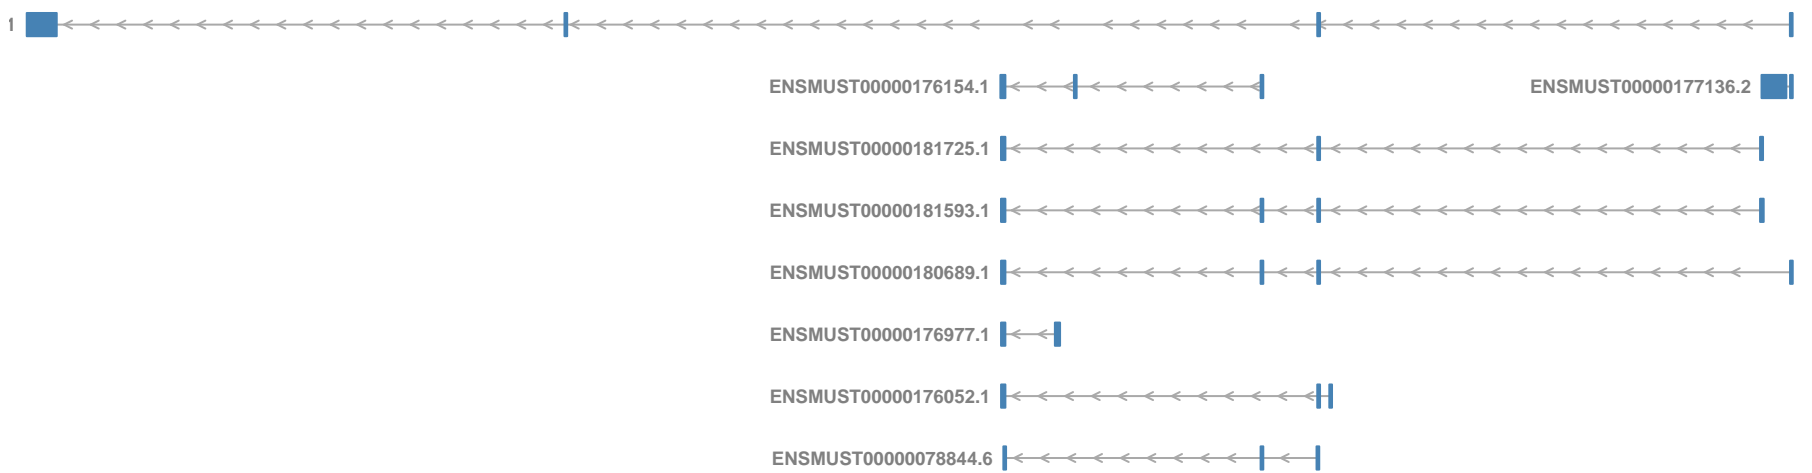 1
ENSMUST00000176154.1 ENSMUST00000177136.2
ENSMUST00000181725.1
ENSMUST00000181593.1
ENSMUST00000180689.1
ENSMUST00000176977.1
ENSMUST00000176052.1
ENSMUST00000078844.6